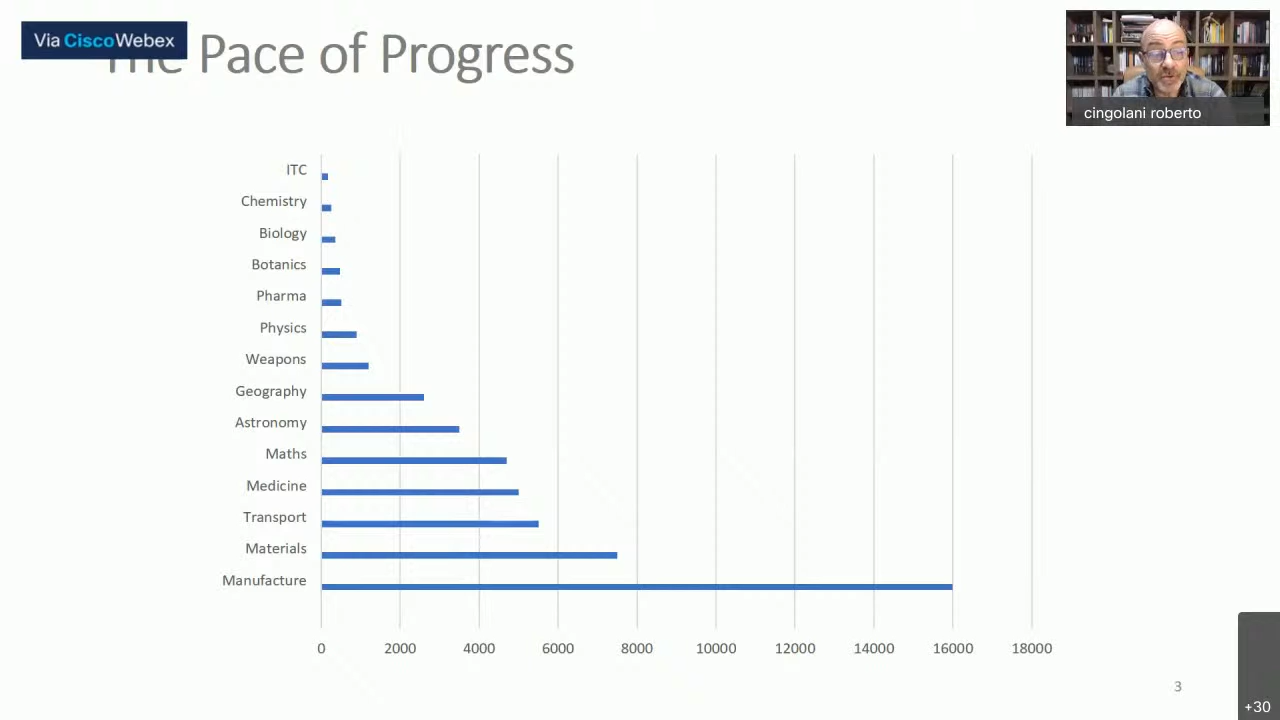 Via CiscoWebex
The Pace of Progress
cingolani roberto
ITC
Chemistry
Biology
Botanics
Pharma
Physics
Weapons
Geography
Astronomy
Maths
Medicine
Transport
Materials
Manufacture
0 2000 4000 6000 8000 10000 12000 14000 16000 18000
3
+30